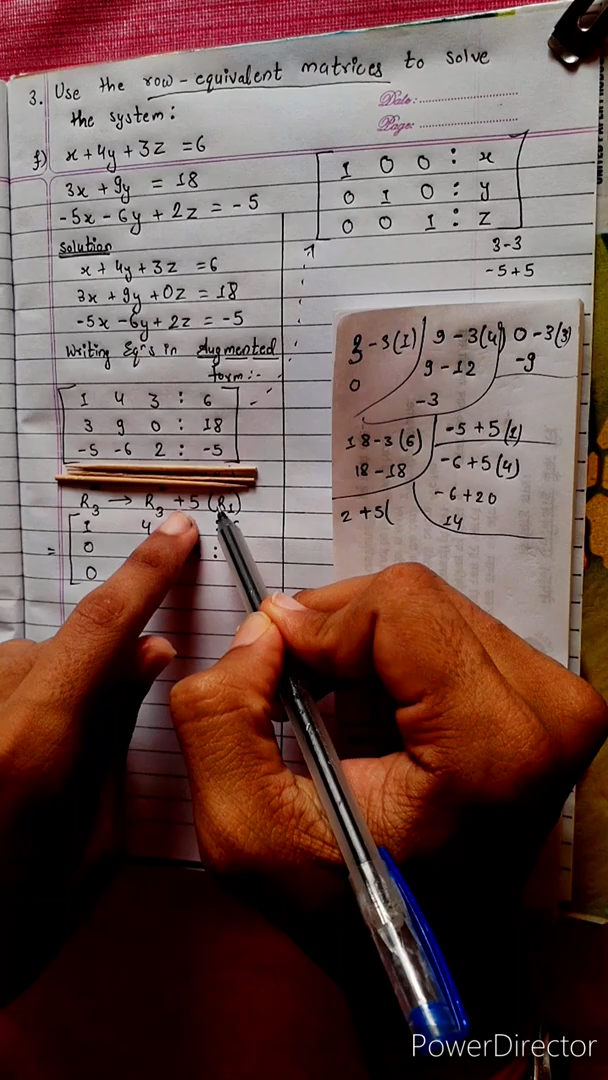 3. Use the row-equivalent matrices to solve
the system:
Date:
Page:
f) x + 4y + 3z = 6
3x + 9y = 18
-5x - 6y + 2z = -5
Solution
x + 4y + 3z = 6
3x + 9y + 0z = 18
-5x - 6y + 2z = -5
Writing Eqns in Augmented
form:-
1 4 3 : 6
3 9 0 : 18
-5 -6 2 : -5
R3 → R3 + 5 (R1)
= 1 4
0 :
0
1 0 0 : x
0 1 0 : y
0 0 1 : z
3-3
-5+5
3 - 3(1) 9 - 3(4) 0 - 3(3)
0 9 - 12 -9
-3
18 - 3(6) -5 + 5(1)
18 - 18 -6 + 5(4)
-6 + 20
2 + 5( 14
PowerDirector